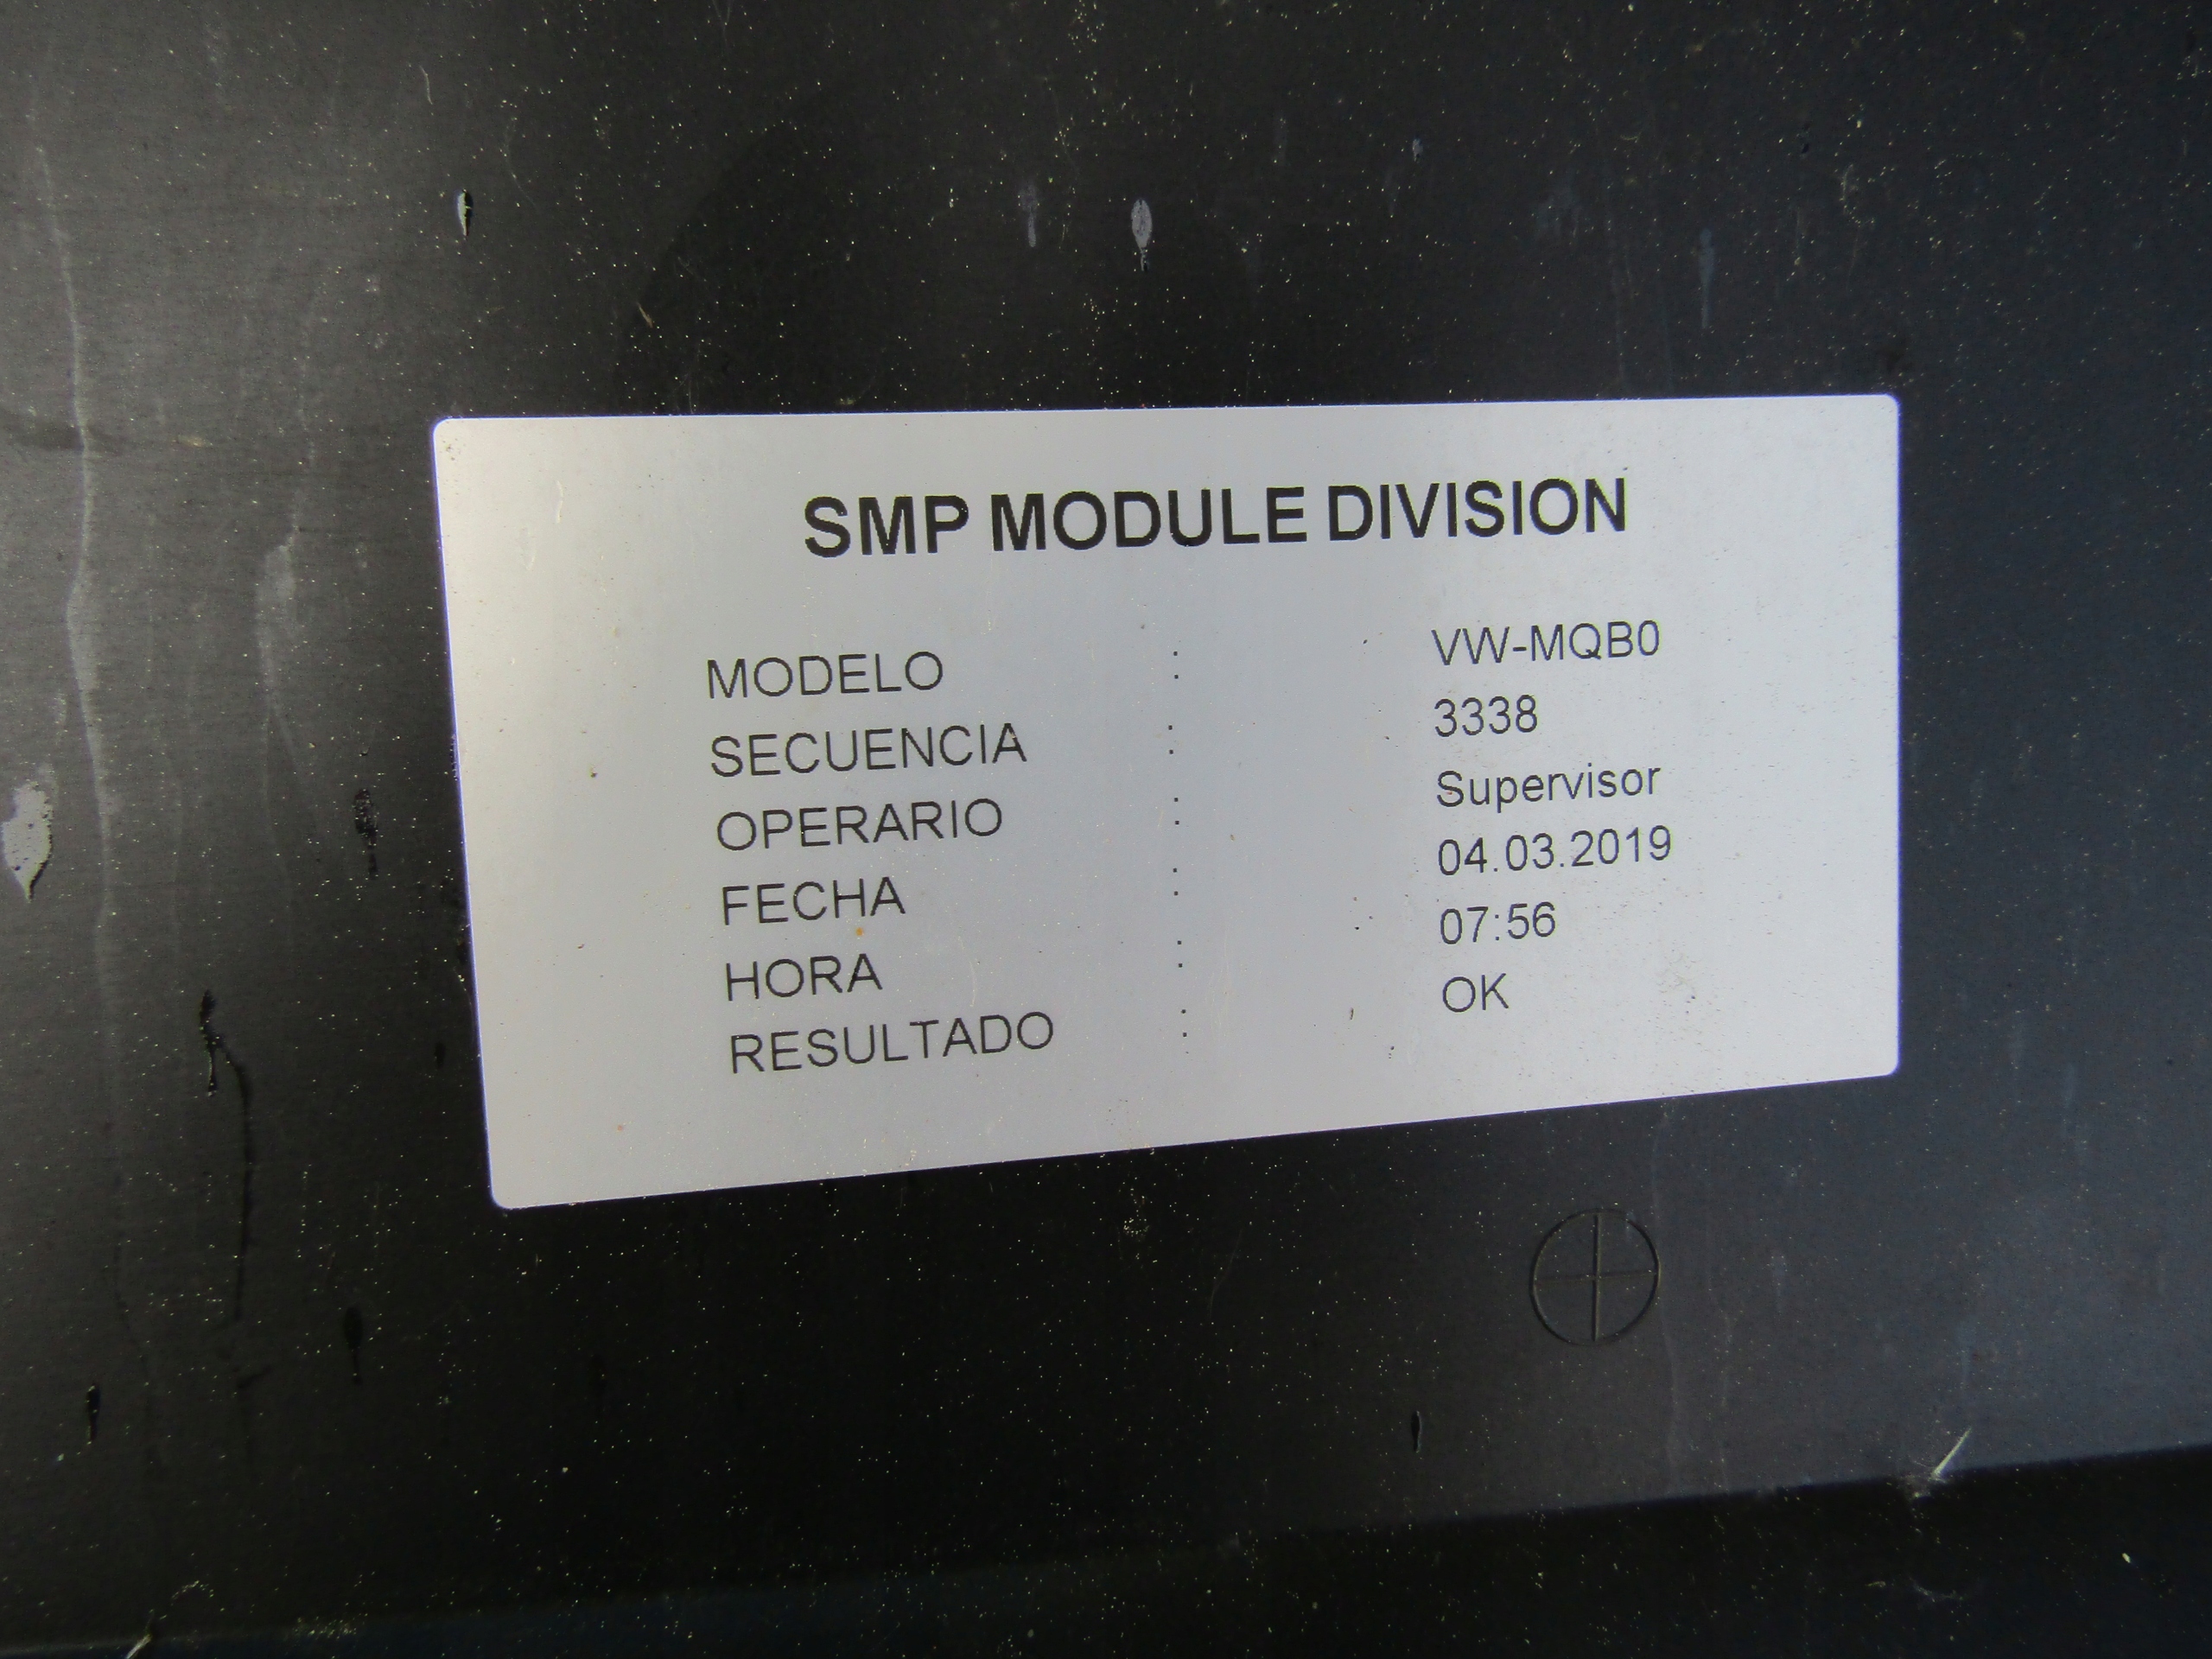 SMP MODULE DIVISION
MODELO : VW-MQB0
SECUENCIA : 3338
OPERARIO : Supervisor
FECHA : 04.03.2019
HORA : 07:56
RESULTADO : OK